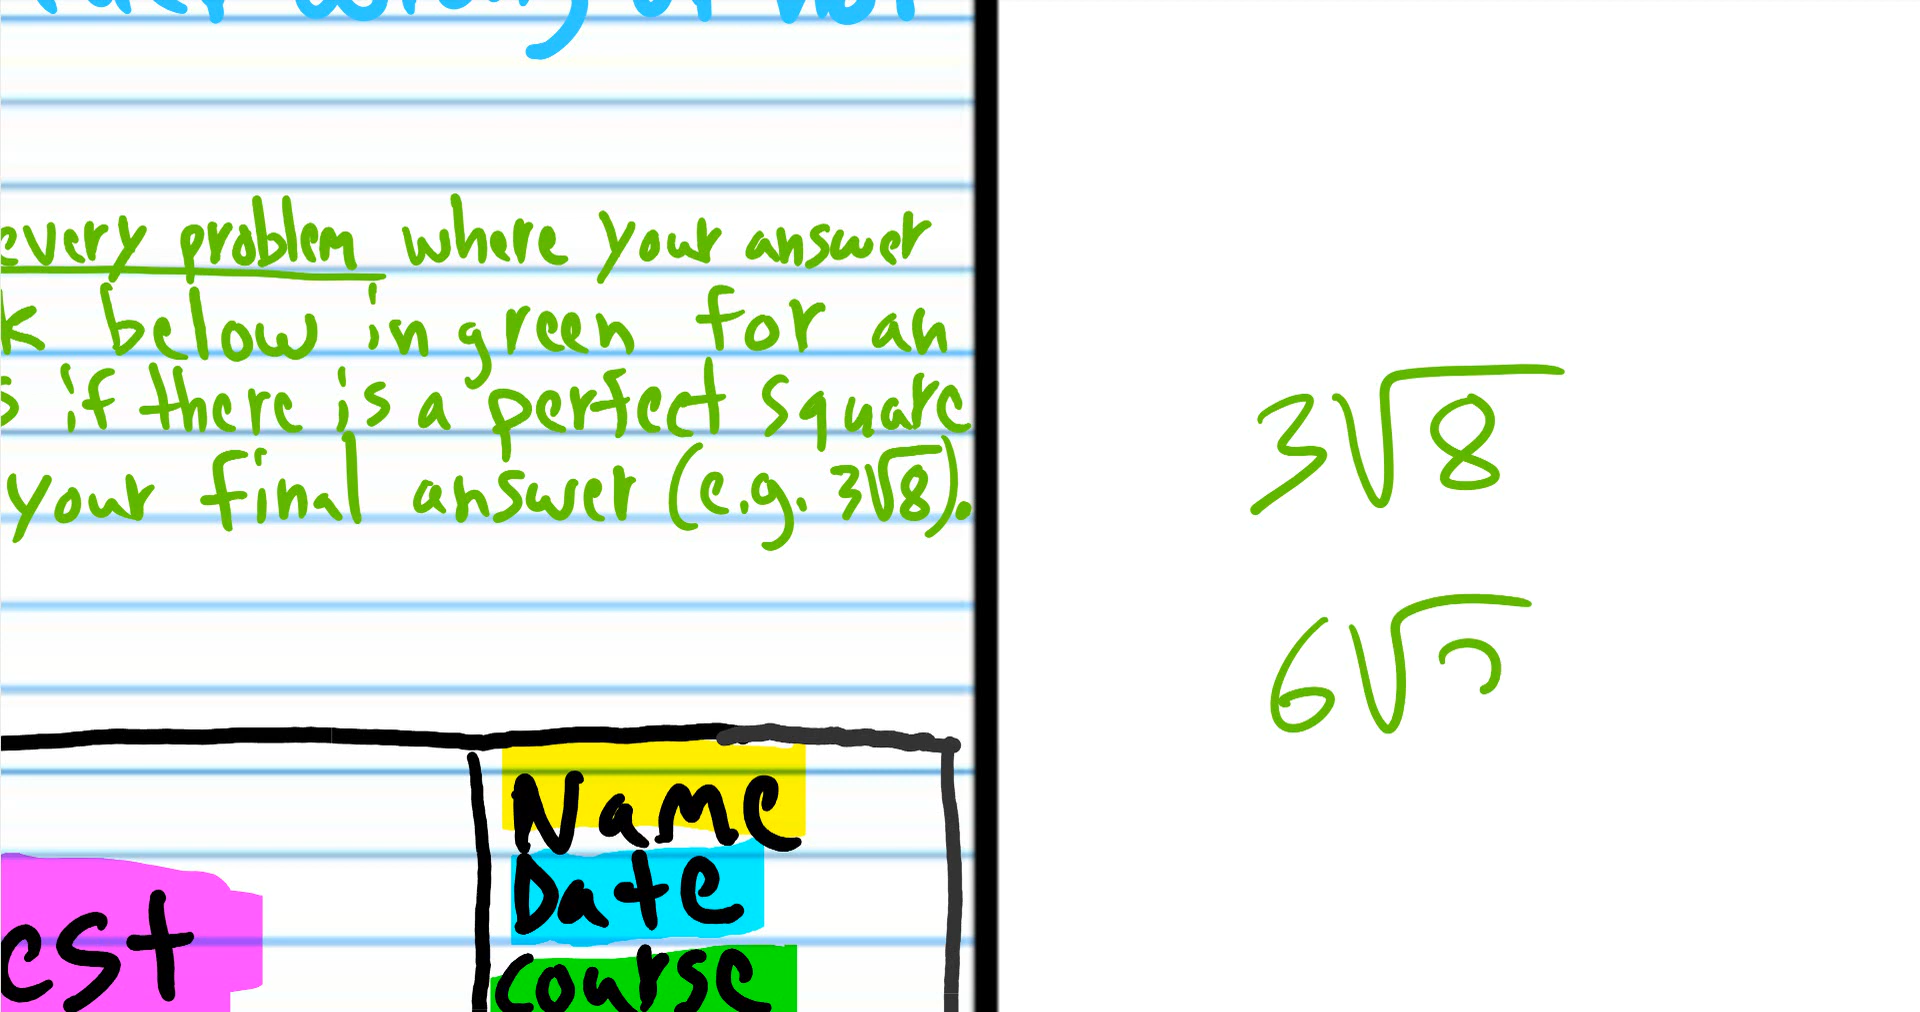 every problem where your answer
k below in green for an
s if there is a perfect square
your final answer (e.g. 3√8).
Name
Date
course
est
3√8
6√